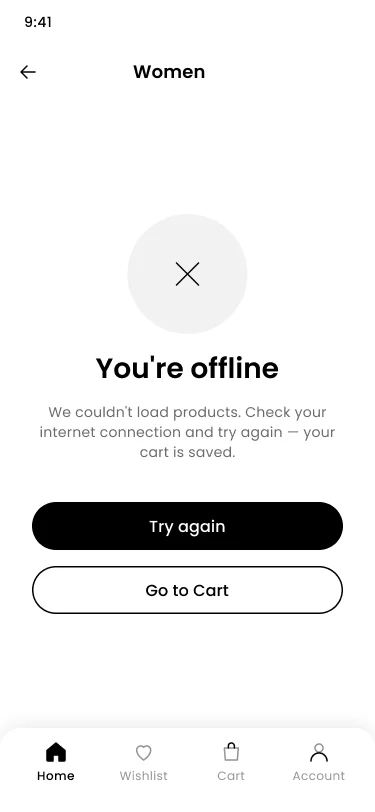 9:41
Women
You're offline
We couldn't load products. Check your
internet connection and try again — your
cart is saved.
Try again
Go to Cart
Home
Wishlist
Cart
Account